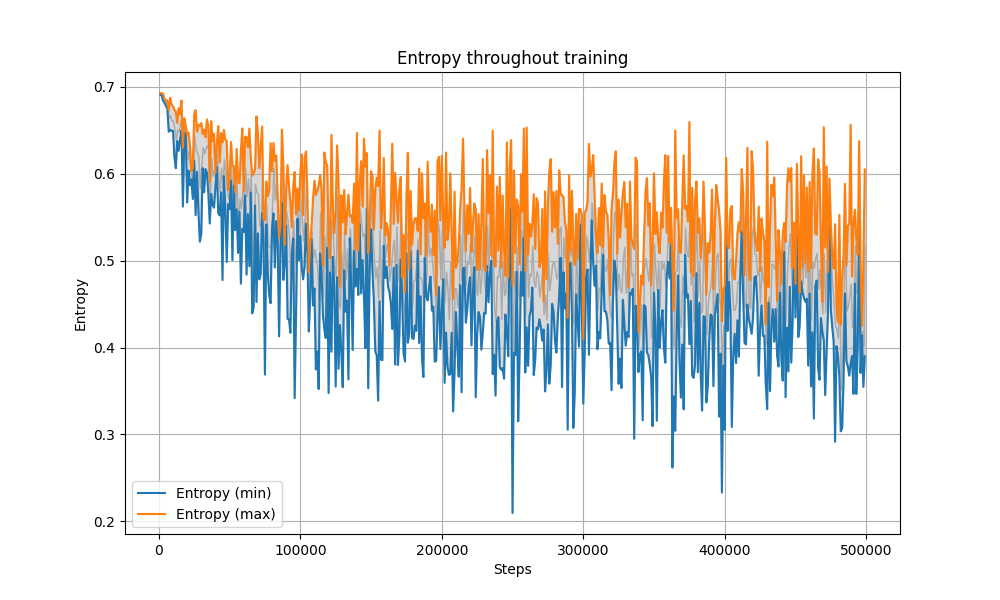 Entropy throughout training
0.7
0.6
0.5
0.4
0.3
0.2
Entropy
Entropy (min)
Entropy (max)
0
100000
200000
300000
400000
500000
Steps